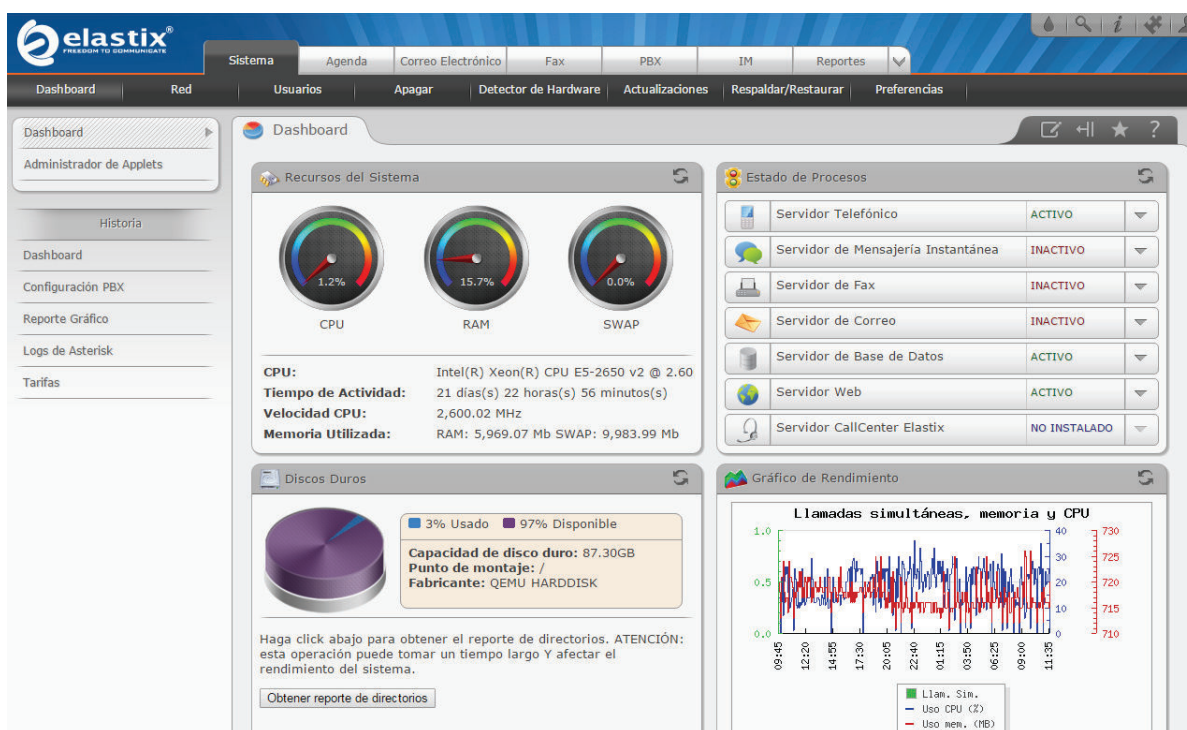 elastix®
FREEDOM TO COMMUNICATE
Sistema Agenda Correo Electrónico Fax PBX IM Reportes
Dashboard Red Usuarios Apagar Detector de Hardware Actualizaciones Respaldar/Restaurar Preferencias
Dashboard
Administrador de Applets
Historia
Dashboard
Configuración PBX
Reporte Gráfico
Logs de Asterisk
Tarifas
Dashboard
Recursos del Sistema
1.2%
15.7%
0.0%
CPU RAM SWAP
CPU: Intel(R) Xeon(R) CPU E5-2650 v2 @ 2.60
Tiempo de Actividad: 21 días(s) 22 horas(s) 56 minutos(s)
Velocidad CPU: 2,600.02 MHz
Memoria Utilizada: RAM: 5,969.07 Mb SWAP: 9,983.99 Mb
Estado de Procesos
Servidor Telefónico ACTIVO
Servidor de Mensajería Instantánea INACTIVO
Servidor de Fax INACTIVO
Servidor de Correo INACTIVO
Servidor de Base de Datos ACTIVO
Servidor Web ACTIVO
Servidor CallCenter Elastix NO INSTALADO
Discos Duros
3% Usado 97% Disponible
Capacidad de disco duro: 87.30GB
Punto de montaje: /
Fabricante: QEMU HARDDISK
Haga click abajo para obtener el reporte de directorios. ATENCIÓN:
esta operación puede tomar un tiempo largo Y afectar el
rendimiento del sistema.
Obtener reporte de directorios
Gráfico de Rendimiento
Llamadas simultáneas, memoria y CPU
1.0 40 730
30 725
0.5 20 720
10 715
0.0 0 710
09:45 12:20 14:55 17:30 20:05 22:40 01:15 03:50 06:25 09:00 11:35
Llam. Sim.
Uso CPU (%)
Uso mem. (MB)